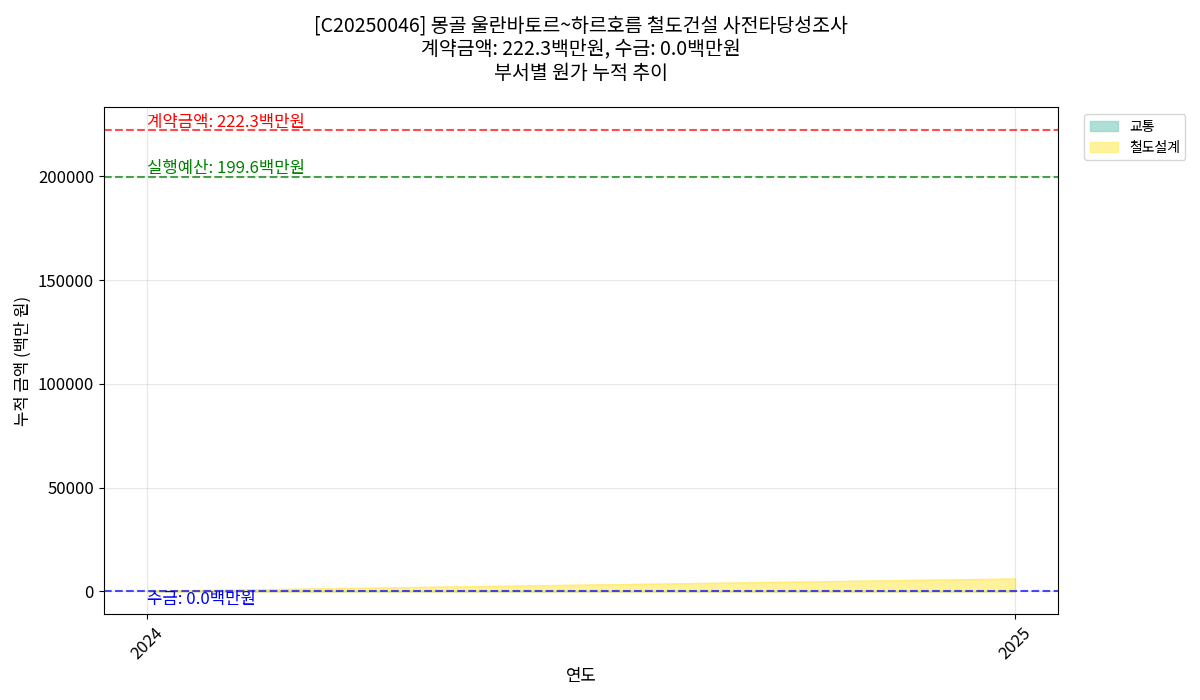 [C20250046] 몽골 울란바토르~하르호름 철도건설 사전타당성조사
계약금액: 222.3백만원, 수금: 0.0백만원
부서별 원가 누적 추이
계약금액: 222.3백만원
실행예산: 199.6백만원
수금: 0.0백만원
교통
철도설계
누적 금액 (백만 원)
200000
150000
100000
50000
0
2024
2025
연도